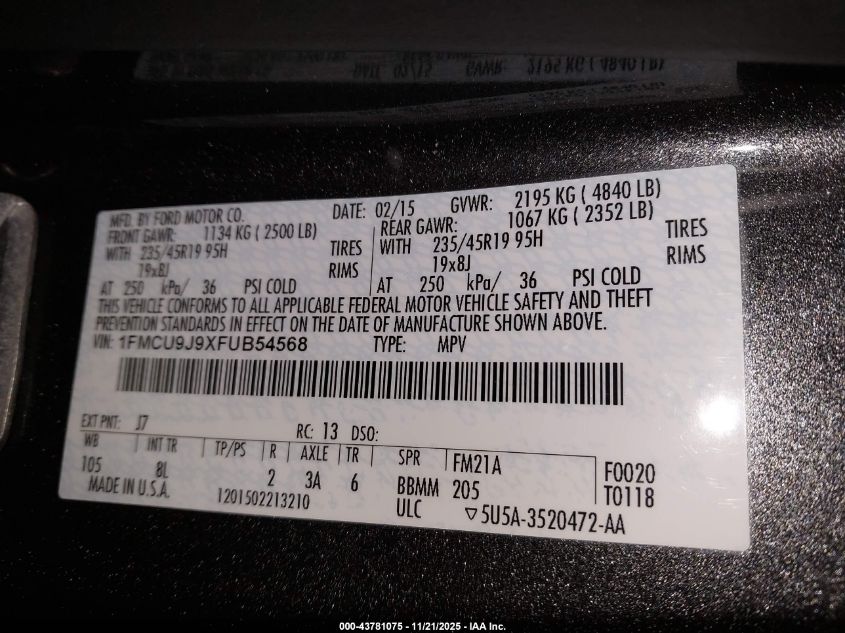 MFD. BY FORD MOTOR CO. DATE: 02/15 GVWR: 2195 KG ( 4840 LB)
FRONT GAWR: 1134 KG ( 2500 LB) REAR GAWR: 1067 KG ( 2352 LB)
WITH 235/45R19 95H TIRES WITH 235/45R19 95H TIRES
19x8J RIMS 19x8J RIMS
AT 250 kPa/ 36 PSI COLD AT 250 kPa/ 36 PSI COLD
THIS VEHICLE CONFORMS TO ALL APPLICABLE FEDERAL MOTOR VEHICLE SAFETY AND THEFT
PREVENTION STANDARDS IN EFFECT ON THE DATE OF MANUFACTURE SHOWN ABOVE.
VIN: 1FMCU9J9XFUB54568 TYPE: MPV
EXT PNT: J7 RC: 13 DSO:
WB INT TR TP/PS R AXLE TR SPR FM21A F0020
105 8L 2 3A 6 BBMM 205 T0118
MADE IN U.S.A. 1201502213210 ULC ▽5U5A-3520472-AA
000-43781075 - 11/21/2025 - IAA Inc.